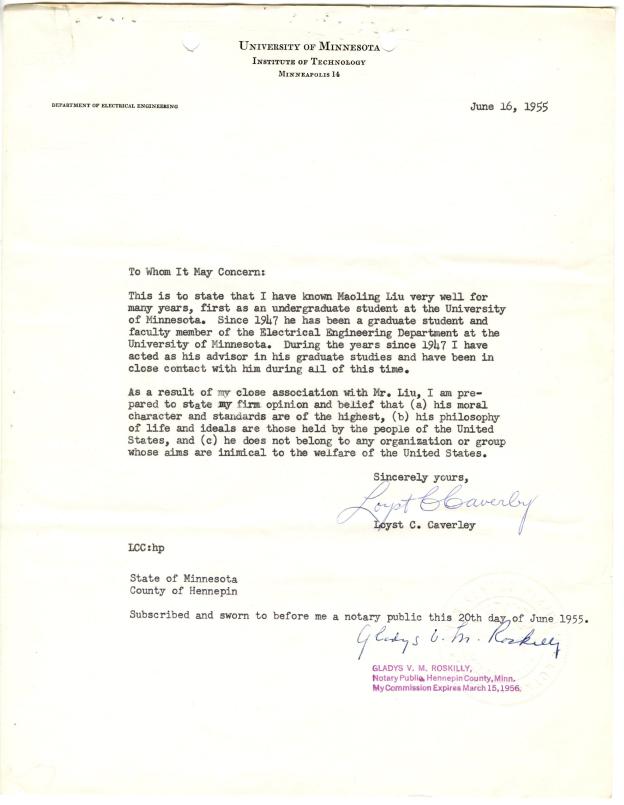 UNIVERSITY OF MINNESOTA
INSTITUTE OF TECHNOLOGY
MINNEAPOLIS 14
DEPARTMENT OF ELECTRICAL ENGINEERING
June 16, 1955
To Whom It May Concern:
This is to state that I have known Maoling Liu very well for
many years, first as an undergraduate student at the University
of Minnesota. Since 1947 he has been a graduate student and
faculty member of the Electrical Engineering Department at the
University of Minnesota. During the years since 1947 I have
acted as his advisor in his graduate studies and have been in
close contact with him during all of this time.
As a result of my close association with Mr. Liu, I am pre-
pared to state my firm opinion and belief that (a) his moral
character and standards are of the highest, (b) his philosophy
of life and ideals are those held by the people of the United
States, and (c) he does not belong to any organization or group
whose aims are inimical to the welfare of the United States.
Sincerely yours,
Loyst C Caverly
Loyst C. Caverley
LCC:hp
State of Minnesota
County of Hennepin
Subscribed and sworn to before me a notary public this 20th day of June 1955.
Gladys V. M. Roskilly
GLADYS V. M. ROSKILLY,
Notary Public, Hennepin County, Minn.
My Commission Expires March 15, 1956.